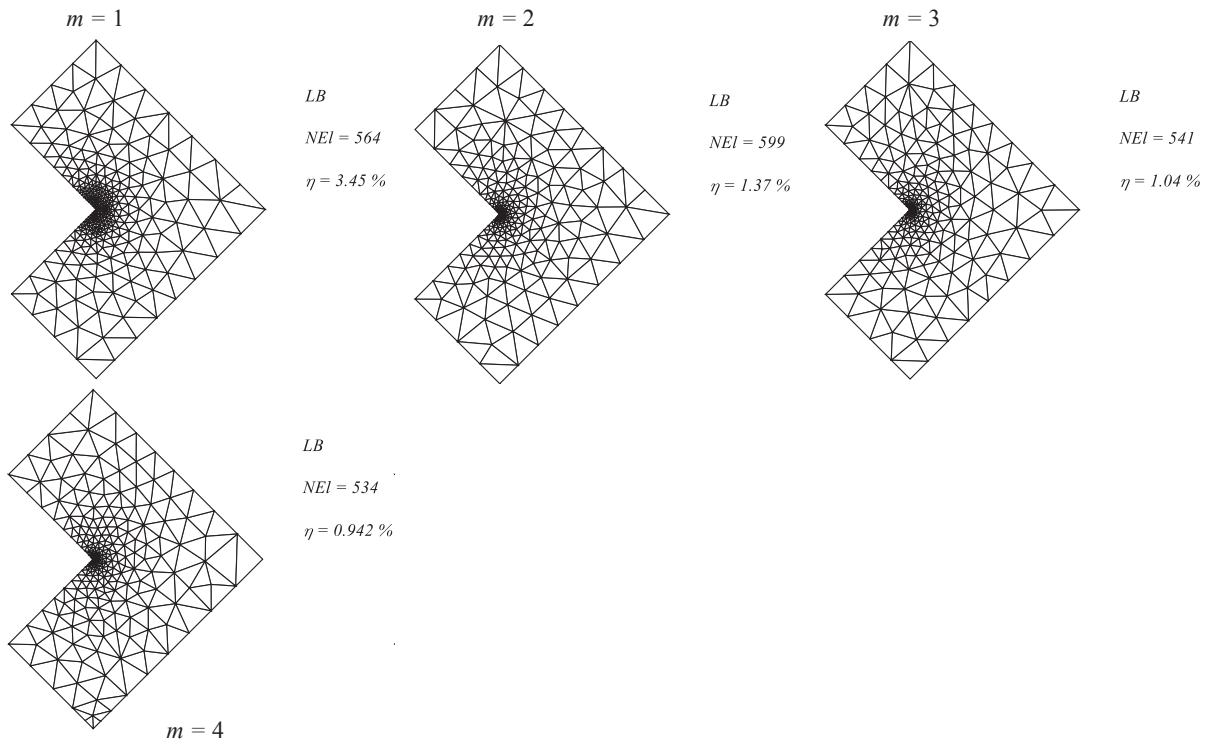 m = 1
LB
NEl = 564
η = 3.45 %
m = 2
LB
NEl = 599
η = 1.37 %
m = 3
LB
NEl = 541
η = 1.04 %
LB
NEl = 534
η = 0.942 %
m = 4